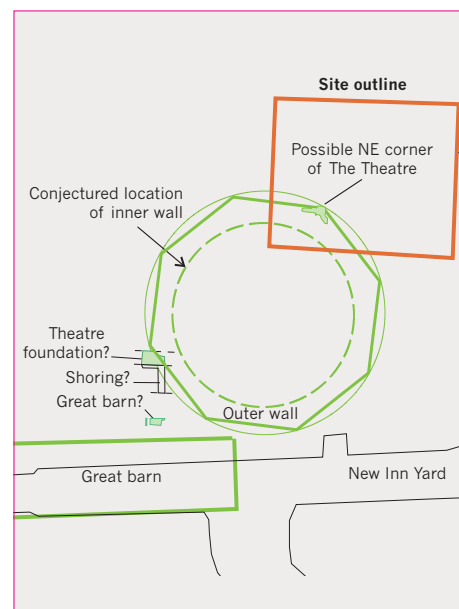 Site outline
Possible NE corner
of The Theatre
Conjectured location
of inner wall
Theatre
foundation?
Shoring?
Great barn?
Outer wall
Great barn
New Inn Yard